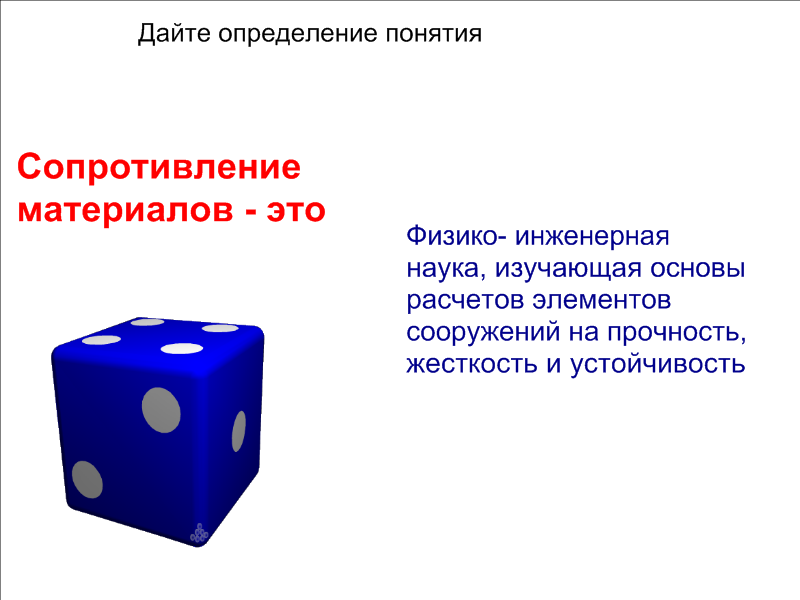 Дайте определение понятия
Сопротивление
материалов - это
Физико- инженерная
наука, изучающая основы
расчетов элементов
сооружений на прочность,
жесткость и устойчивость